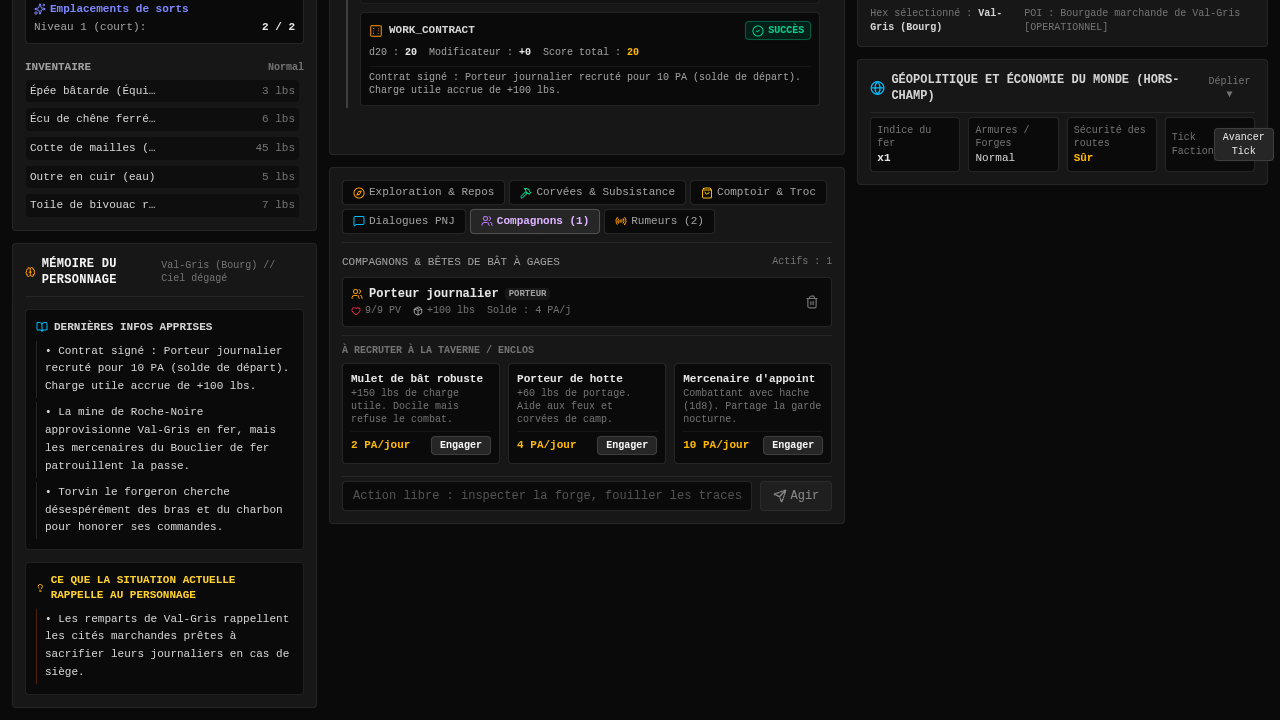 Emplacements de sorts
Niveau 1 (court): 2 / 2
INVENTAIRE Normal
Épée bâtarde (Équi… 3 lbs
Écu de chêne ferré… 6 lbs
Cotte de mailles (… 45 lbs
Outre en cuir (eau) 5 lbs
Toile de bivouac r… 7 lbs
MÉMOIRE DU
PERSONNAGE
Val-Gris (Bourg) //
Ciel dégagé
DERNIÈRES INFOS APPRISES
• Contrat signé : Porteur journalier
recruté pour 10 PA (solde de départ).
Charge utile accrue de +100 lbs.
• La mine de Roche-Noire
approvisionne Val-Gris en fer, mais
les mercenaires du Bouclier de fer
patrouillent la passe.
• Torvin le forgeron cherche
désespérément des bras et du charbon
pour honorer ses commandes.
CE QUE LA SITUATION ACTUELLE
RAPPELLE AU PERSONNAGE
• Les remparts de Val-Gris rappellent
les cités marchandes prêtes à
sacrifier leurs journaliers en cas de
siège.
WORK_CONTRACT SUCCÈS
d20 : 20 Modificateur : +0 Score total : 20
Contrat signé : Porteur journalier recruté pour 10 PA (solde de départ).
Charge utile accrue de +100 lbs.
Exploration & Repos Corvées & Subsistance Comptoir & Troc
Dialogues PNJ Compagnons (1) Rumeurs (2)
COMPAGNONS & BÊTES DE BÂT À GAGES Actifs : 1
Porteur journalier PORTEUR
9/9 PV +100 lbs Solde : 4 PA/j
À RECRUTER À LA TAVERNE / ENCLOS
Mulet de bât robuste
+150 lbs de charge
utile. Docile mais
refuse le combat.
2 PA/jour Engager
Porteur de hotte
+60 lbs de portage.
Aide aux feux et
corvées de camp.
4 PA/jour Engager
Mercenaire d'appoint
Combattant avec hache
(1d8). Partage la garde
nocturne.
10 PA/jour Engager
Action libre : inspecter la forge, fouiller les traces Agir
Hex sélectionné : Val-
Gris (Bourg)
POI : Bourgade marchande de Val-Gris
[OPERATIONNEL]
GÉOPOLITIQUE ET ÉCONOMIE DU MONDE (HORS-
CHAMP)
Déplier
▼
Indice du
fer
x1
Armures /
Forges
Normal
Sécurité des
routes
Sûr
Tick
Faction
Avancer
Tick